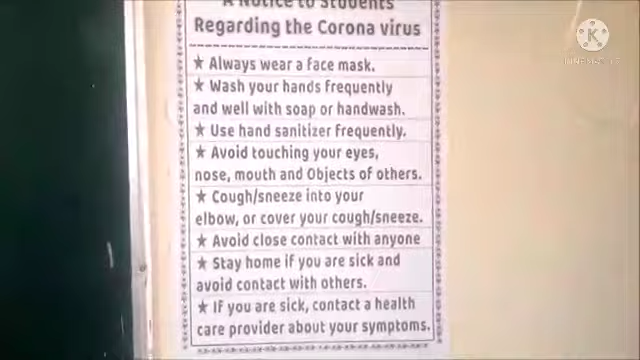 A Notice to Students
Regarding the Corona virus
★ Always wear a face mask.
★ Wash your hands frequently
and well with soap or handwash.
★ Use hand sanitizer frequently.
★ Avoid touching your eyes,
nose, mouth and Objects of others.
★ Cough/sneeze into your
elbow, or cover your cough/sneeze.
★ Avoid close contact with anyone
★ Stay home if you are sick and
avoid contact with others.
★ If you are sick, contact a health
care provider about your symptoms.
K
KINEMASTER